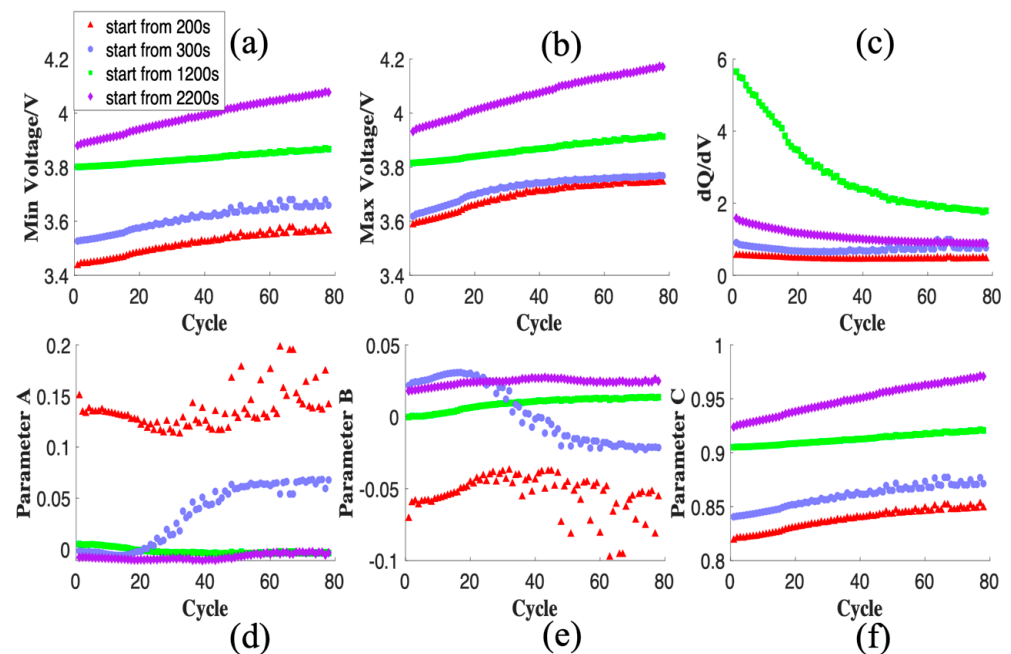 start from 200s
start from 300s
start from 1200s
start from 2200s
(a)
Min Voltage/V
4.2
4
3.8
3.6
3.4
0 20 40 60 80
Cycle
(b)
Max Voltage/V
4.2
4
3.8
3.6
3.4
0 20 40 60 80
Cycle
(c)
dQ/dV
6
4
2
0
0 20 40 60 80
Cycle
Parameter A
0.2
0.15
0.1
0.05
0
0 20 40 60 80
Cycle
(d)
Parameter B
0.05
0
-0.05
-0.1
0 20 40 60 80
Cycle
(e)
Parameter C
1
0.95
0.9
0.85
0.8
0 20 40 60 80
Cycle
(f)